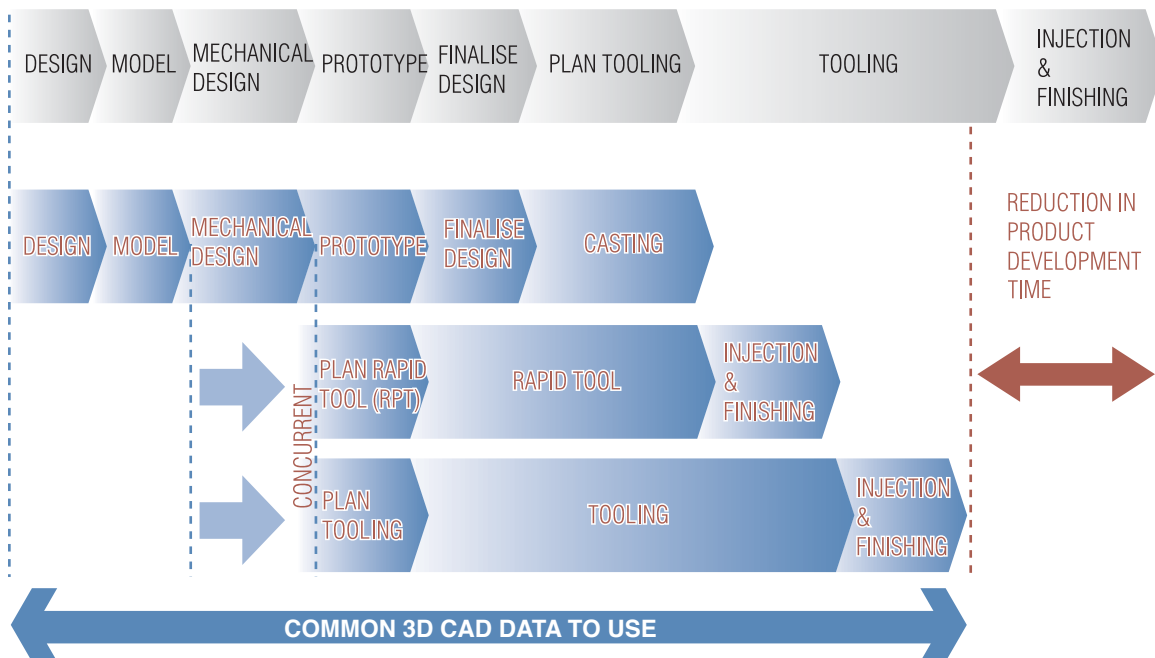 DESIGN
MODEL
MECHANICAL
DESIGN
PROTOTYPE
FINALISE
DESIGN
PLAN TOOLING
TOOLING
INJECTION
&
FINISHING
DESIGN
MODEL
MECHANICAL
DESIGN
PROTOTYPE
FINALISE
DESIGN
CASTING
REDUCTION IN
PRODUCT
DEVELOPMENT
TIME
CONCURRENT
PLAN RAPID
TOOL (RPT)
RAPID TOOL
INJECTION
&
FINISHING
PLAN
TOOLING
TOOLING
INJECTION
&
FINISHING
COMMON 3D CAD DATA TO USE